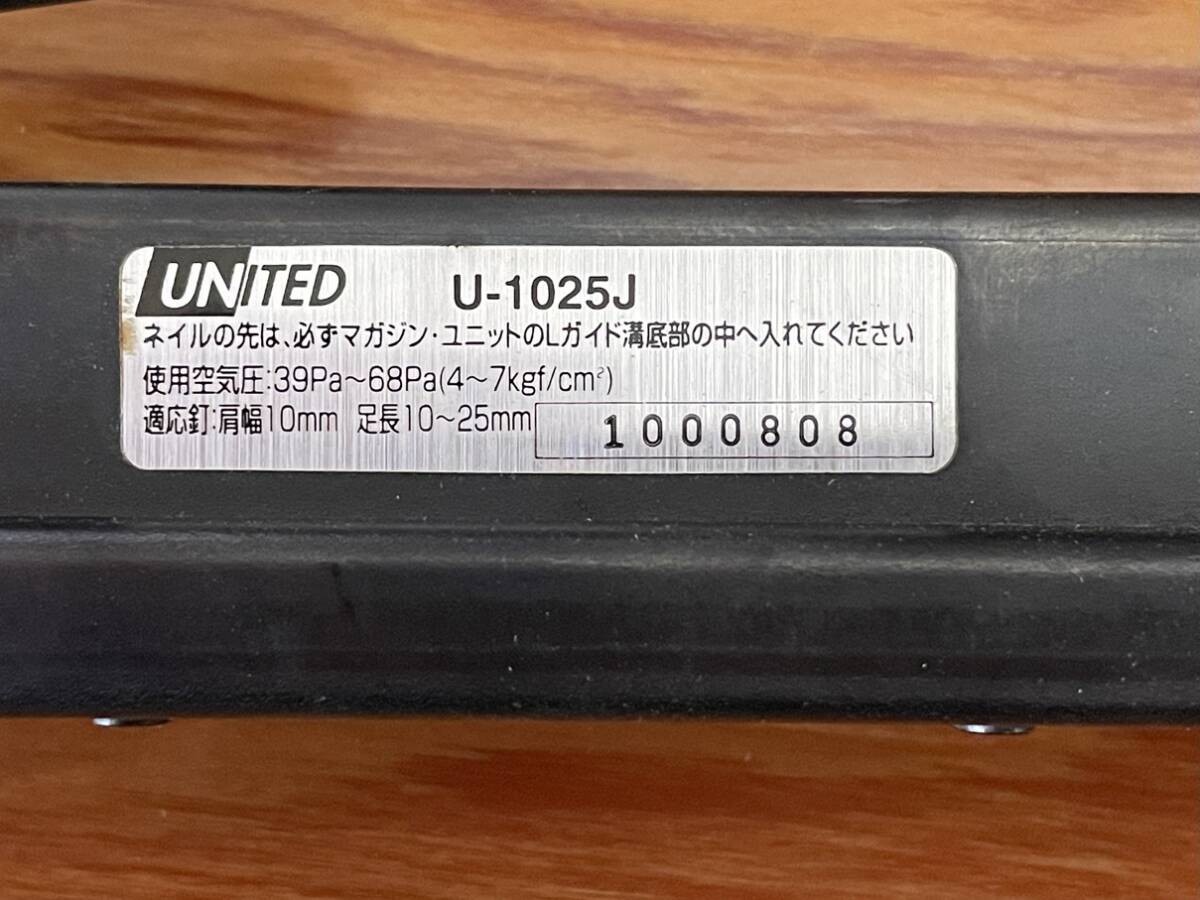 UNITED U-1025J
ネイルの先は、必ずマガジン・ユニットのLガイド溝底部の中へ入れてください
使用空気圧:39Pa~68Pa(4~7kgf/cm²)
適応釘:肩幅10mm 足長10~25mm 1000808